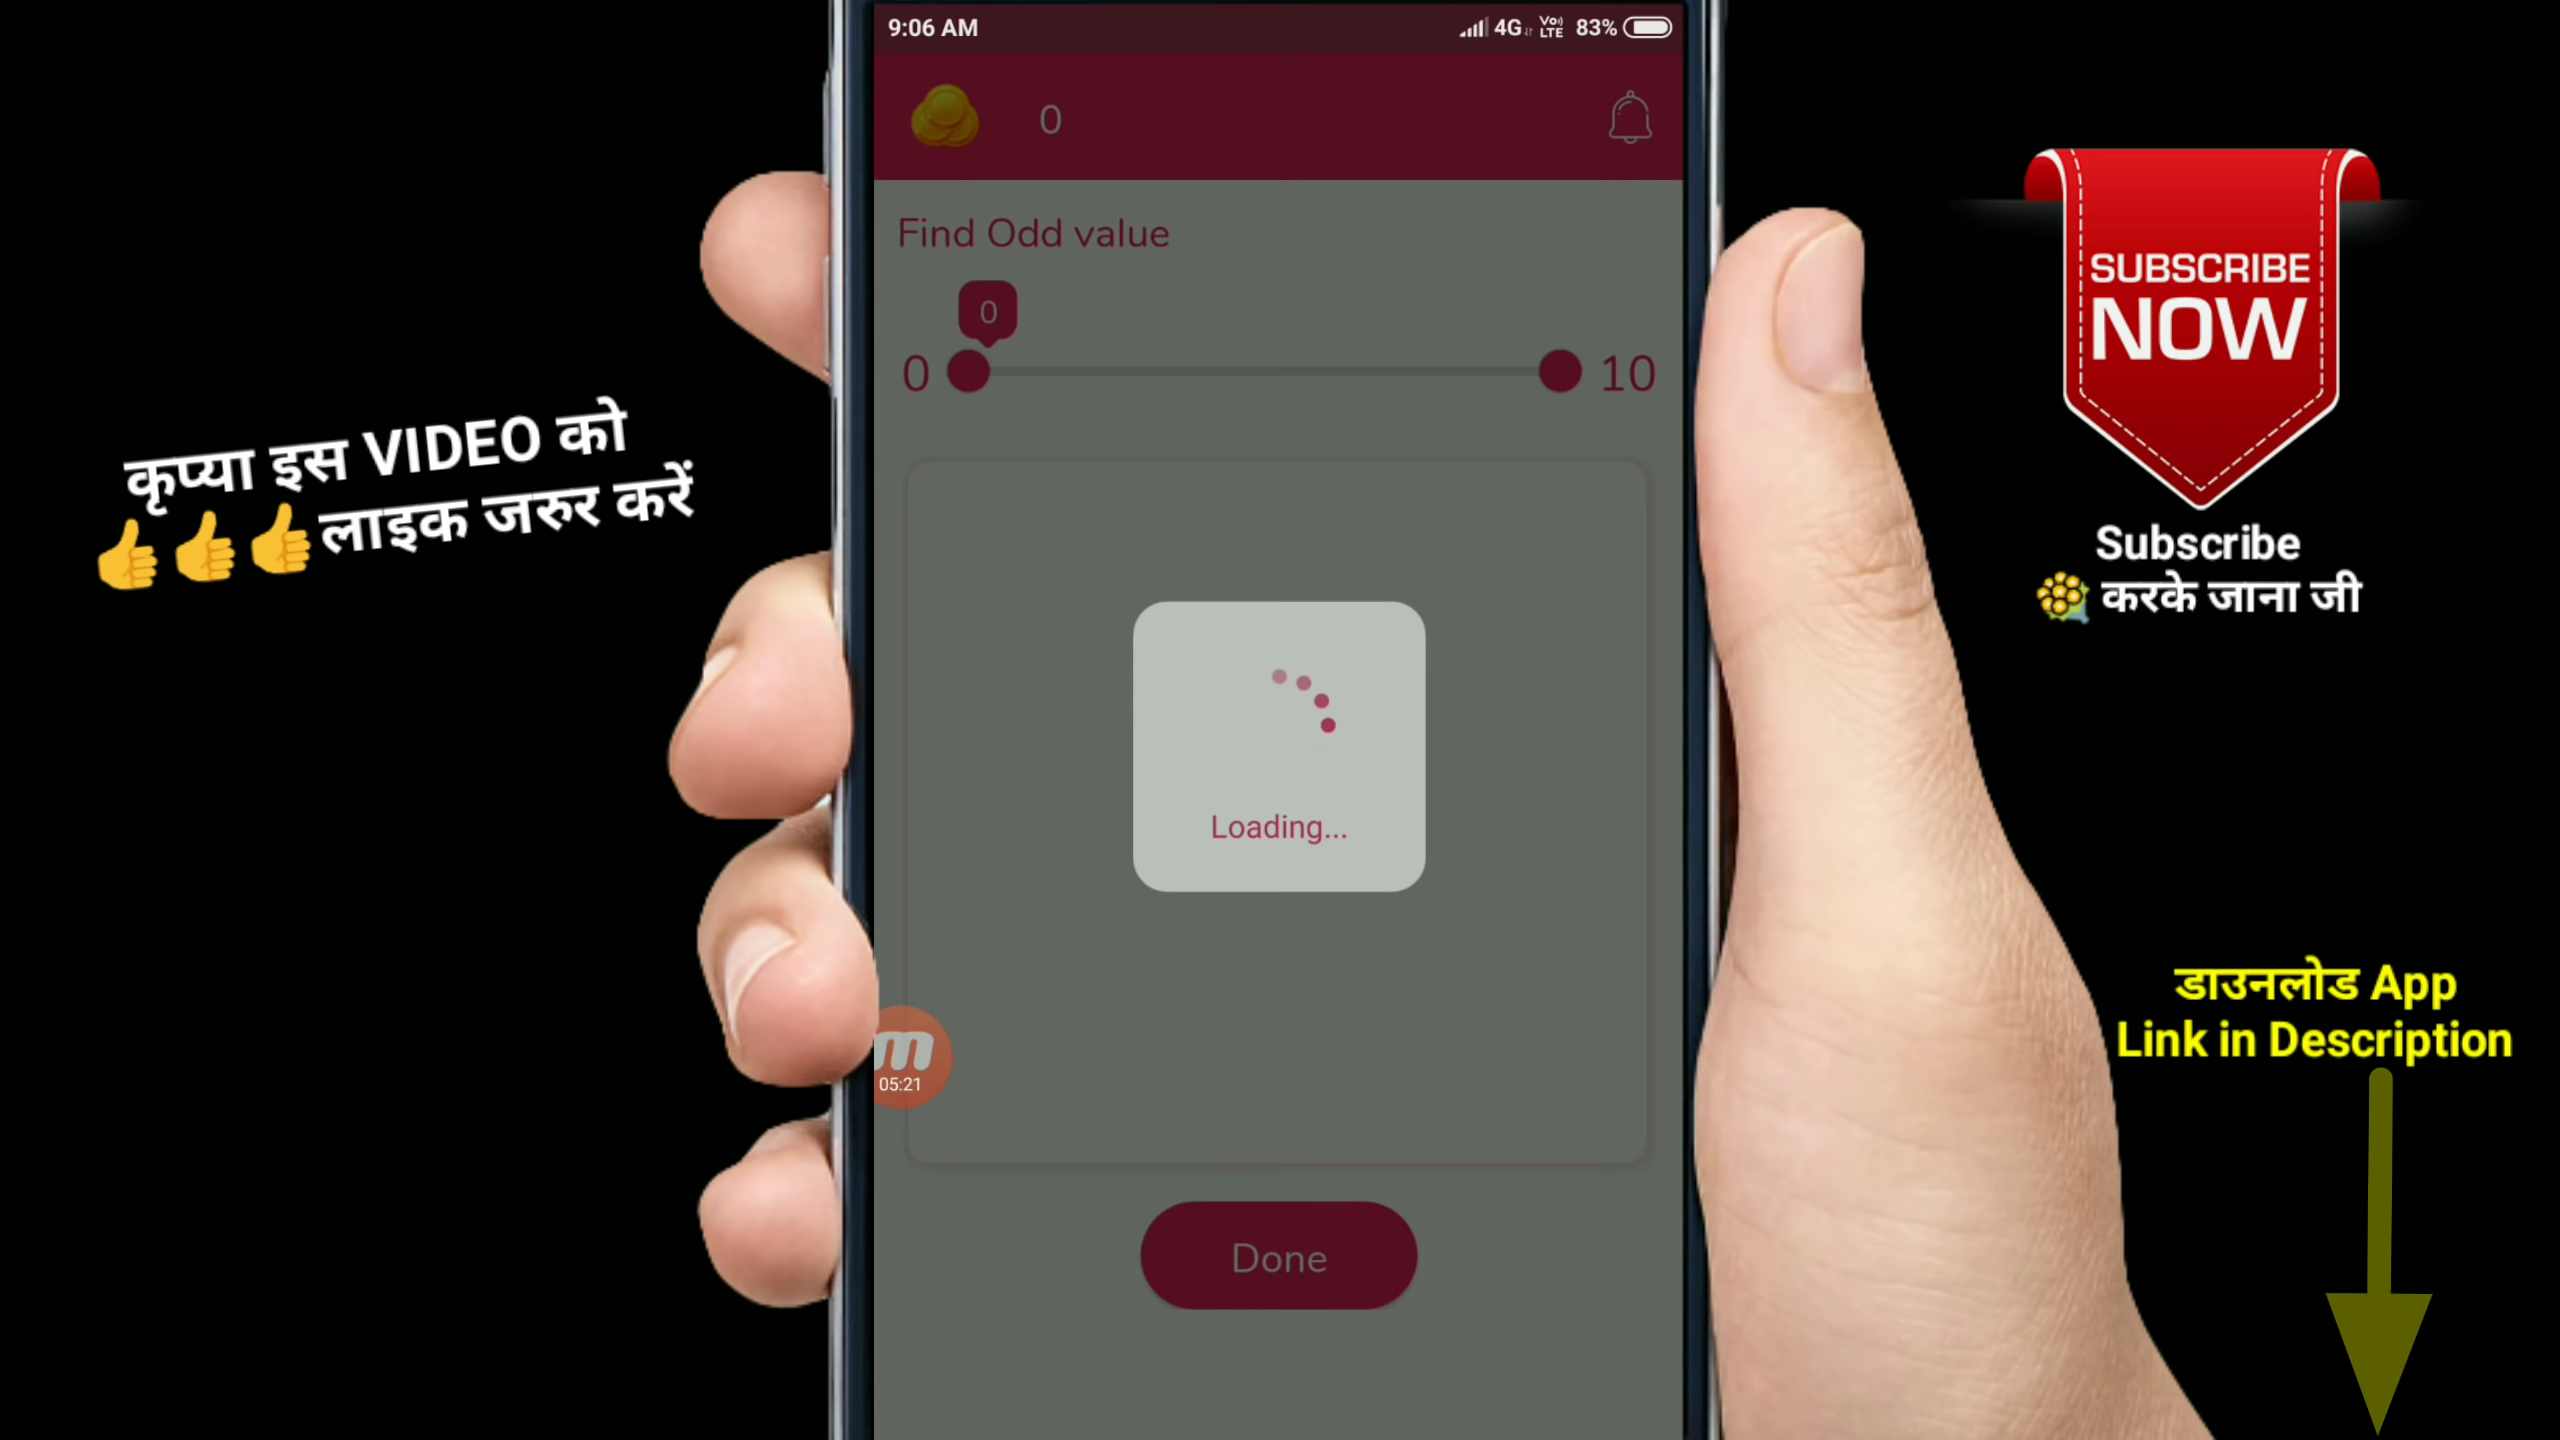 9:06 AM
4G VoLTE 83%
0
Find Odd value
0
0
10
Loading...
05:21
Done
कृप्या इस VIDEO को
👍👍👍लाइक जरुर करें
SUBSCRIBE
NOW
Subscribe
💐करके जाना जी
डाउनलोड App
Link in Description